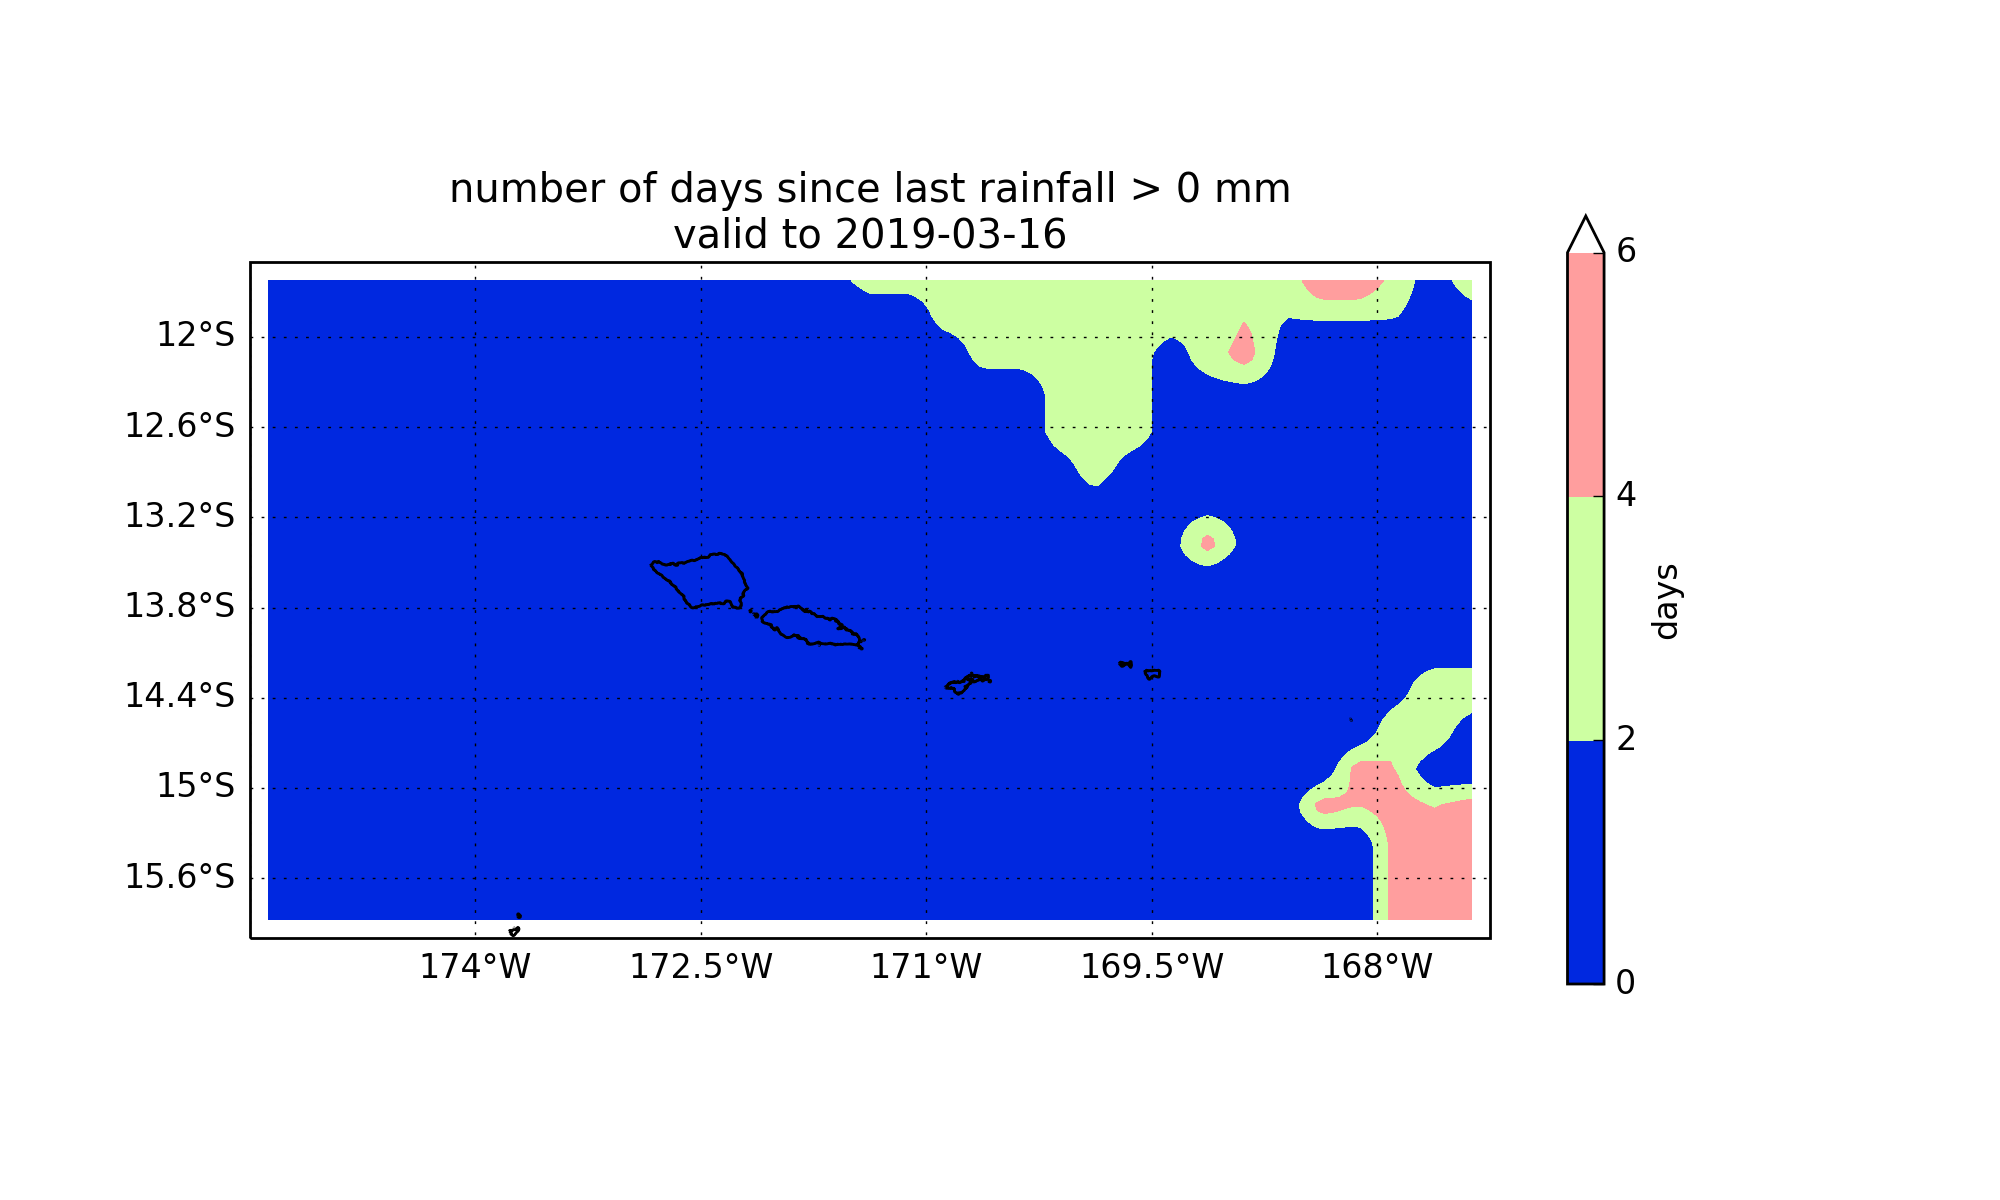 number of days since last rainfall > 0 mm
valid to 2019-03-16
12°S
12.6°S
13.2°S
13.8°S
14.4°S
15°S
15.6°S
174°W
172.5°W
171°W
169.5°W
168°W
6
4
2
0
days